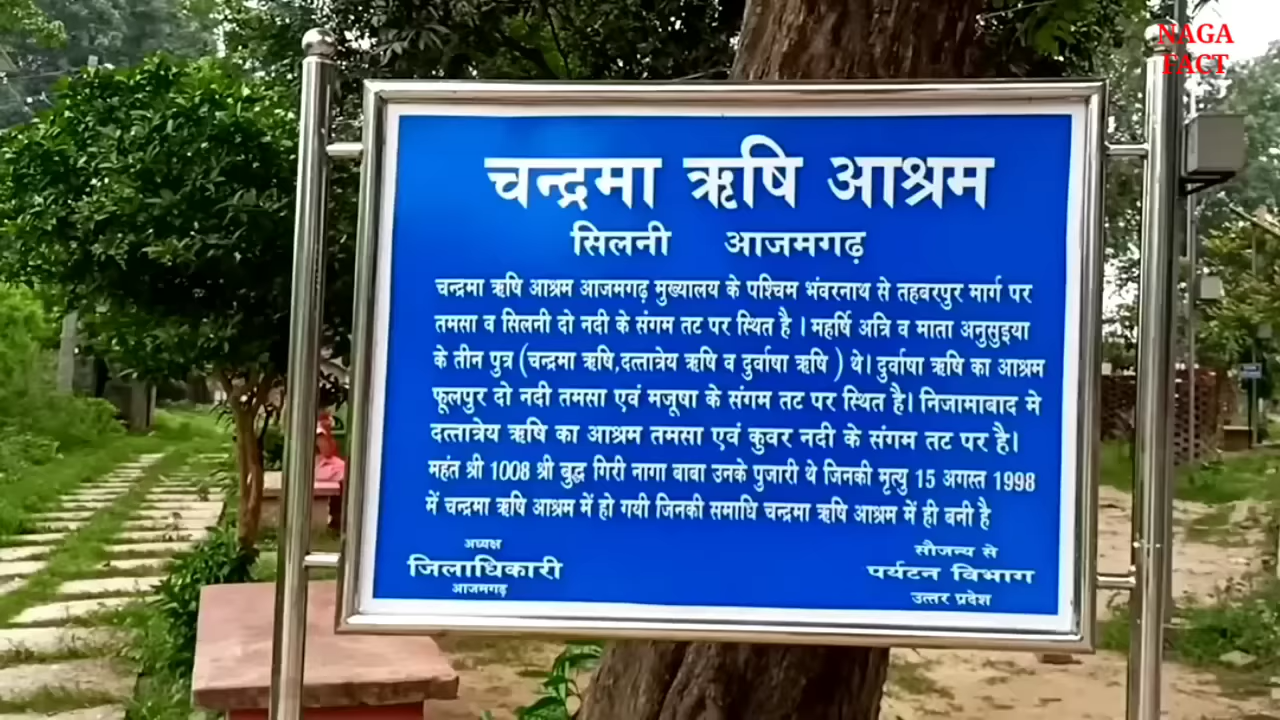 NAGA
FACT
चन्द्रमा ऋषि आश्रम
सिलनी आजमगढ़
चन्द्रमा ऋषि आश्रम आजमगढ़ मुख्यालय के पश्चिम भंवरनाथ से तहबरपुर मार्ग पर
तमसा व सिलनी दो नदी के संगम तट पर स्थित है । महर्षि अत्रि व माता अनुसुइया
के तीन पुत्र (चन्द्रमा ऋषि,दत्तात्रेय ऋषि व दुर्वाषा ऋषि ) थे। दुर्वाषा ऋषि का आश्रम
फूलपुर दो नदी तमसा एवं मजूषा के संगम तट पर स्थित है। निजामाबाद मे
दत्तात्रेय ऋषि का आश्रम तमसा एवं कुवर नदी के संगम तट पर है।
महंत श्री 1008 श्री बुद्ध गिरी नागा बाबा उनके पुजारी थे जिनकी मृत्यु 15 अगस्त 1998
में चन्द्रमा ऋषि आश्रम में हो गयी जिनकी समाधि चन्द्रमा ऋषि आश्रम में ही बनी है
अध्यक्ष
जिलाधिकारी
आजमगढ़
सौजन्य से
पर्यटन विभाग
उत्तर प्रदेश